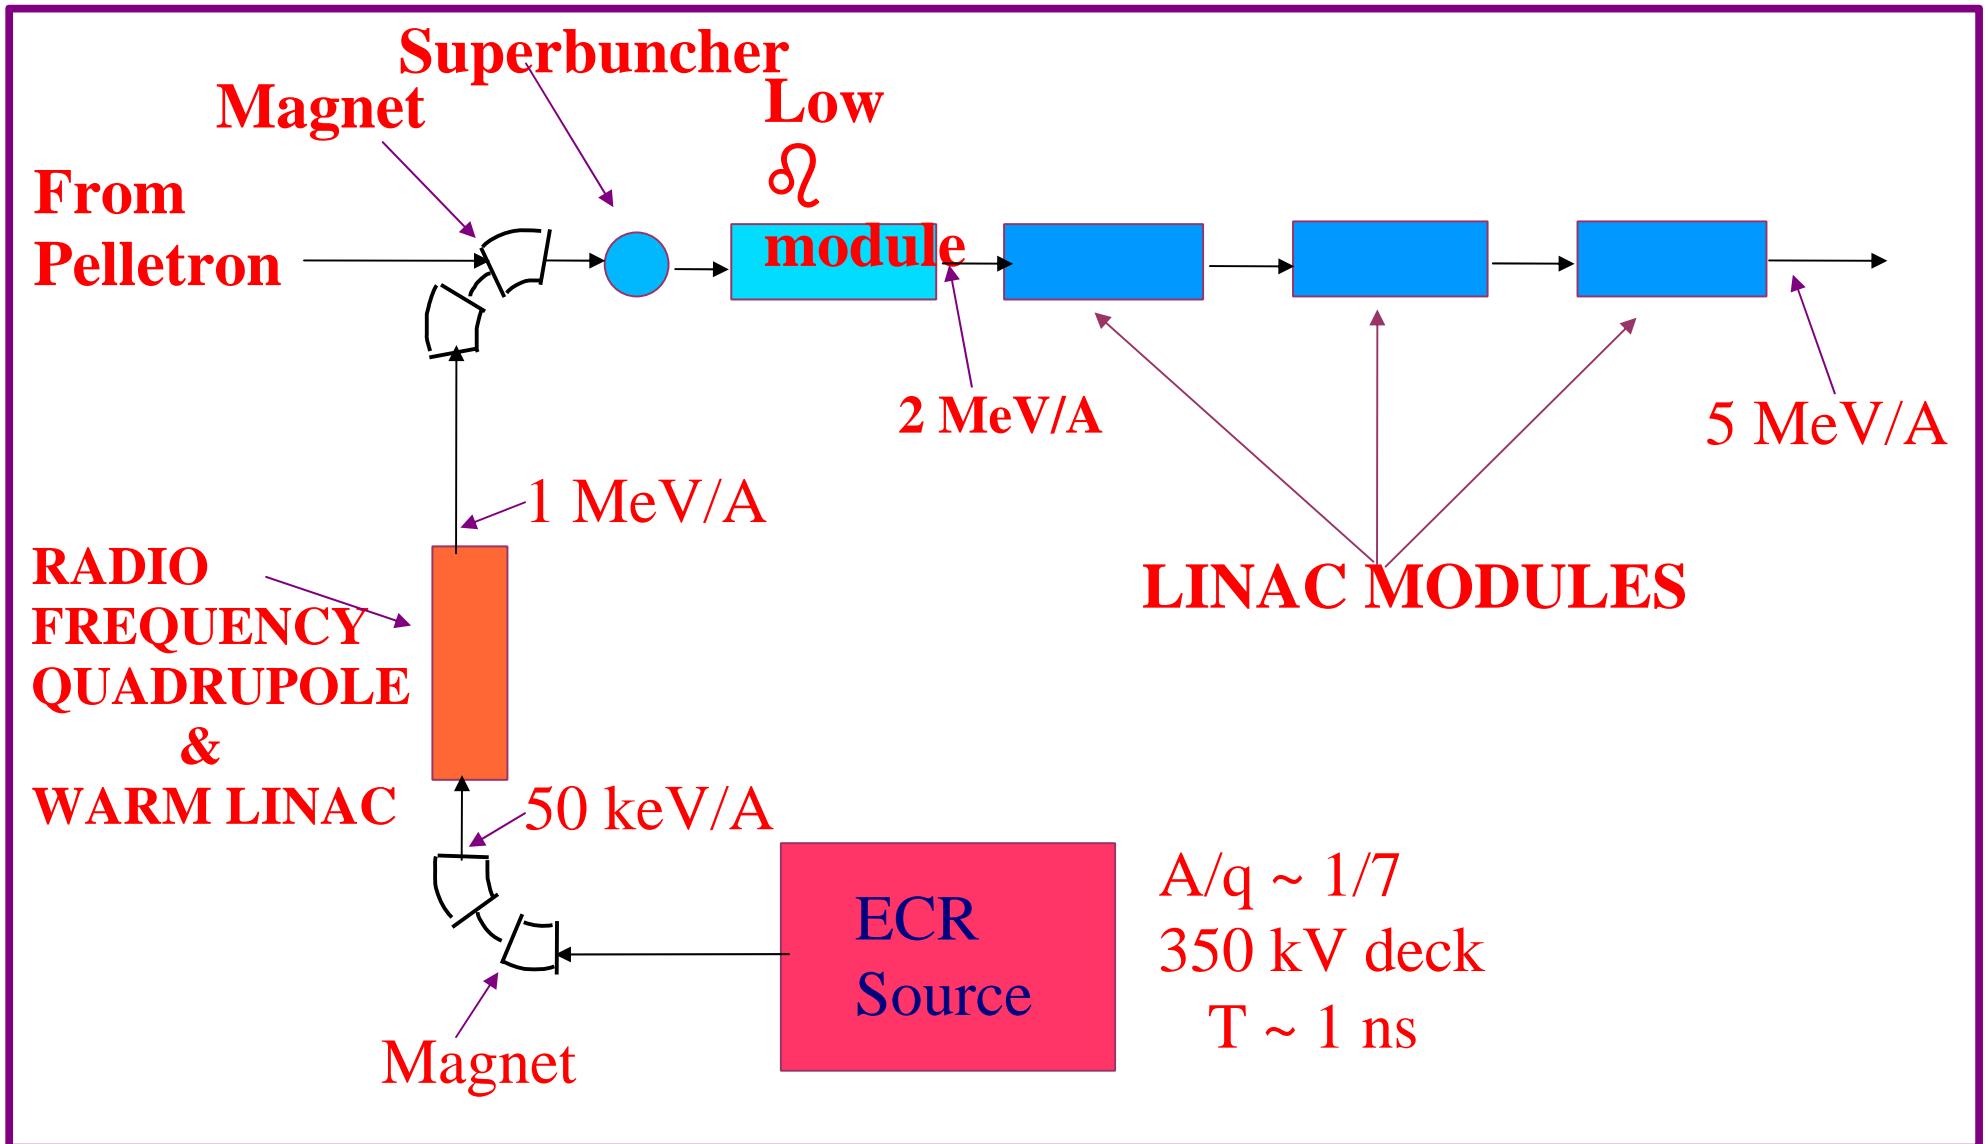 Superbuncher
Magnet
Low
♌
module
From
Pelletron
2 MeV/A
5 MeV/A
1 MeV/A
RADIO
FREQUENCY
QUADRUPOLE
&
WARM LINAC
LINAC MODULES
50 keV/A
ECR
Source
A/q ~ 1/7
350 kV deck
T ~ 1 ns
Magnet